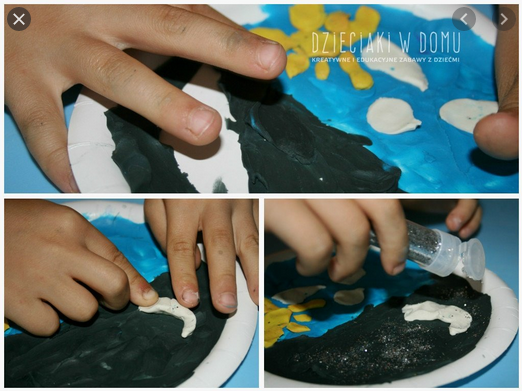 DZIECIAKI W DOMU
KREATYWNE I EDUKACYJNE ZABAWY Z DZIEĆMI